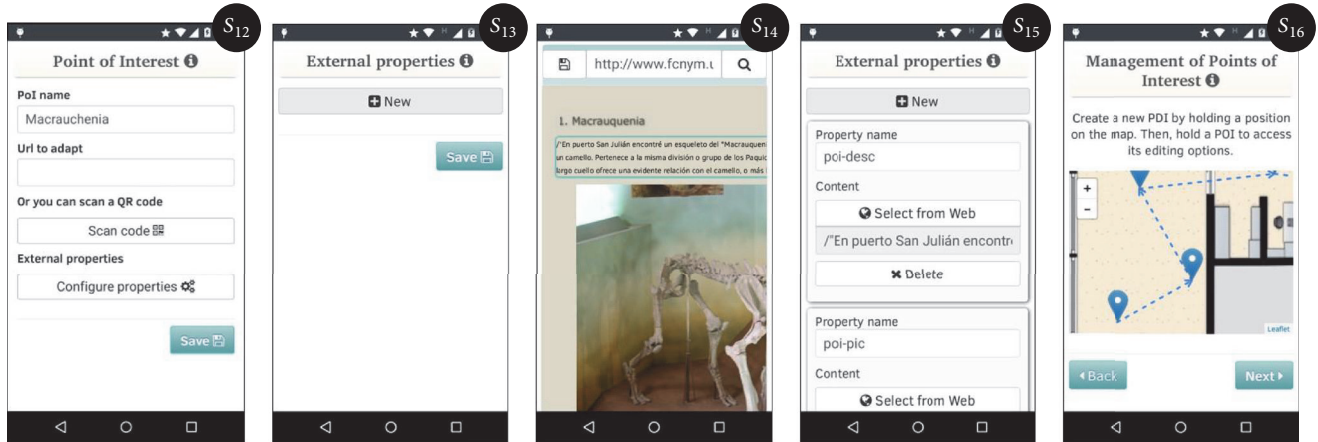 S12
Point of Interest
PoI name
Macrauchenia
Url to adapt
Or you can scan a QR code
Scan code
External properties
Configure properties
Save
S13
External properties
New
Save
S14
http://www.fcnym.u
1. Macrauquenia
/"En puerto San Julián encontré un esqueleto del "Macrauquen
un camello. Pertenece a la misma división o grupo de los Paquid
largo cuello ofrece una evidente relación con el camello, o más
S15
External properties
New
Property name
poi-desc
Content
Select from Web
/"En puerto San Julián encontr
Delete
Property name
poi-pic
Content
Select from Web
S16
Management of Points of
Interest
Create a new PDI by holding a position
on the map. Then, hold a POI to access
its editing options.
+
-
Leaflet
Back
Next